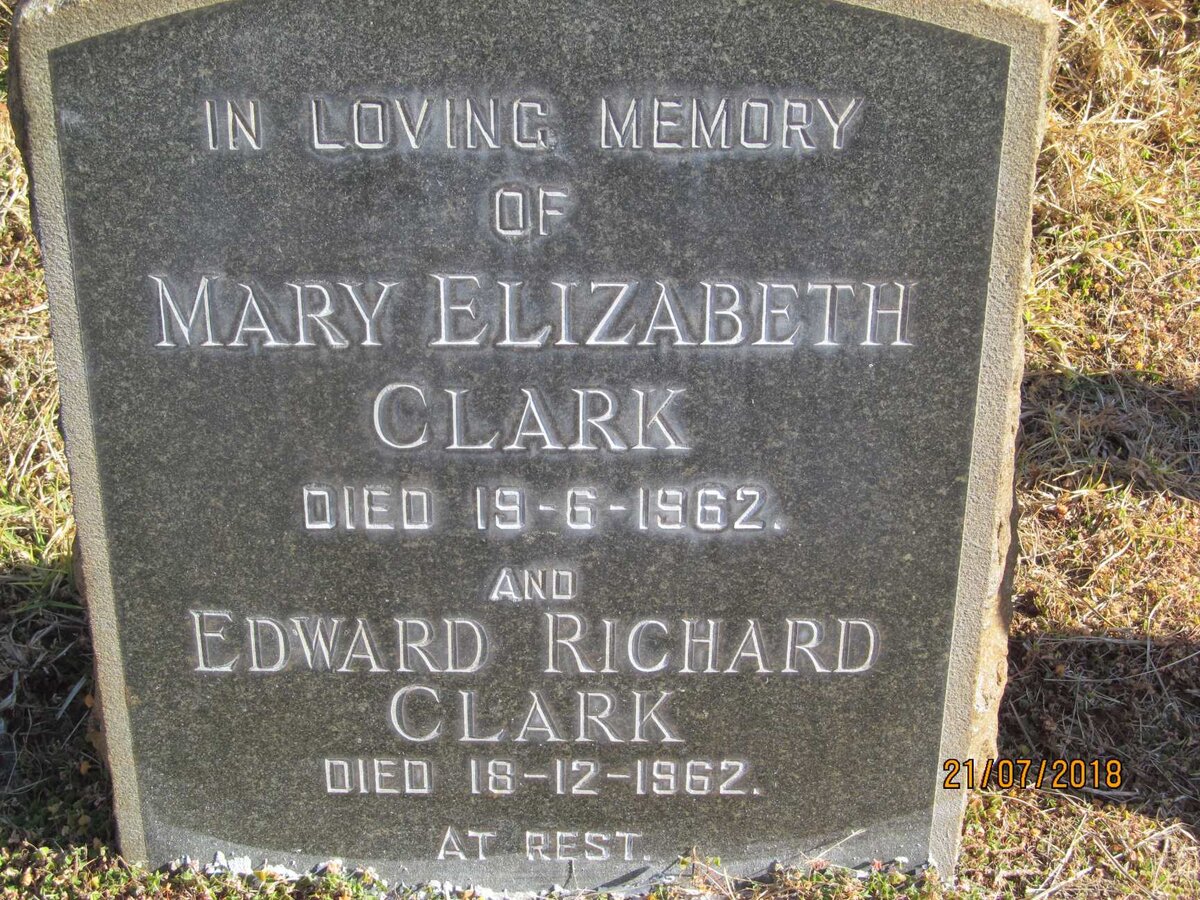 IN LOVING MEMORY
OF
MARY ELIZABETH
CLARK
DIED 19-6-1962.
AND
EDWARD RICHARD
CLARK
DIED 18-12-1962.
AT REST.
21/07/2018